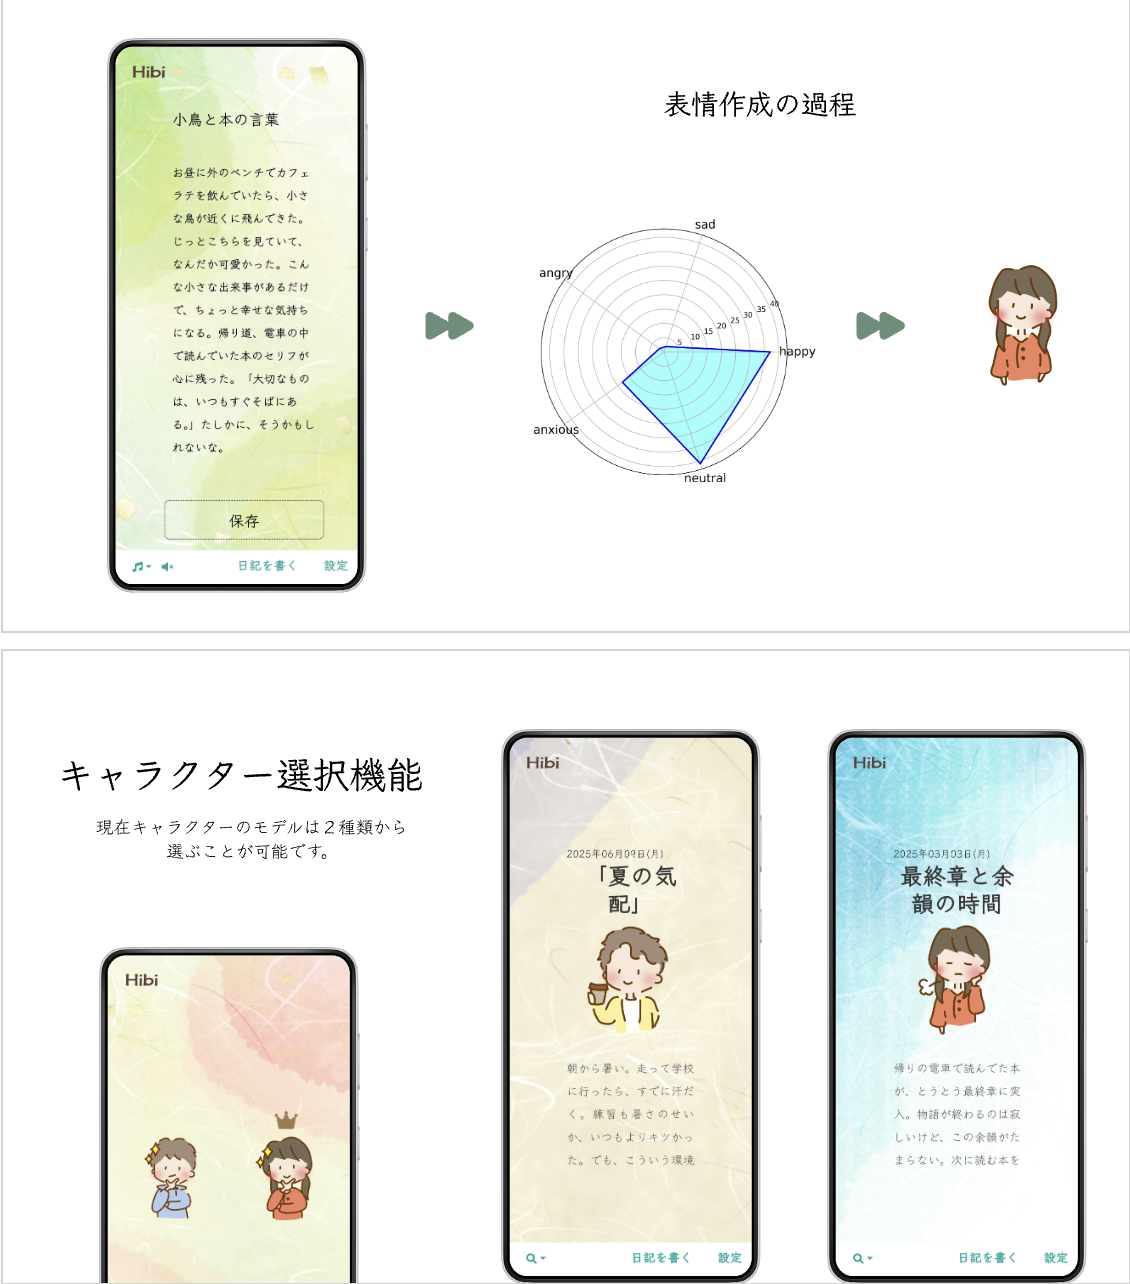 Hibi
小鳥と本の言葉
お昼に外のベンチでカフェ
ラテを飲んでいたら、小さ
な鳥が近くに飛んできた。
じっとこちらを見ていて、
なんだか可愛かった。こん
な小さな出来事があるだけ
で、ちょっと幸せな気持ち
になる。帰り道、電車の中
で読んでいた本のセリフが
心に残った。「大切なもの
は、いつもすぐそばにあ
る。」たしかに、そうかもし
れないな。
保存
日記を書く 設定
表情作成の過程
sad
angry
40
35
30
25
20
15
10
5
happy
anxious
neutral
キャラクター選択機能
現在キャラクターのモデルは２種類から
選ぶことが可能です。
Hibi
Hibi
2025年06月09日(月)
「夏の気
配」
朝から暑い。走って学校
に行ったら、すでに汗だ
く。練習も暑さのせい
か、いつもよりキツかっ
た。でも、こういう環境
日記を書く 設定
Hibi
2025年03月03日(月)
最終章と余
韻の時間
帰りの電車で読んでた本
が、とうとう最終章に突
入。物語が終わるのは寂
しいけど、この余韻がた
まらない。次に読む本を
日記を書く 設定